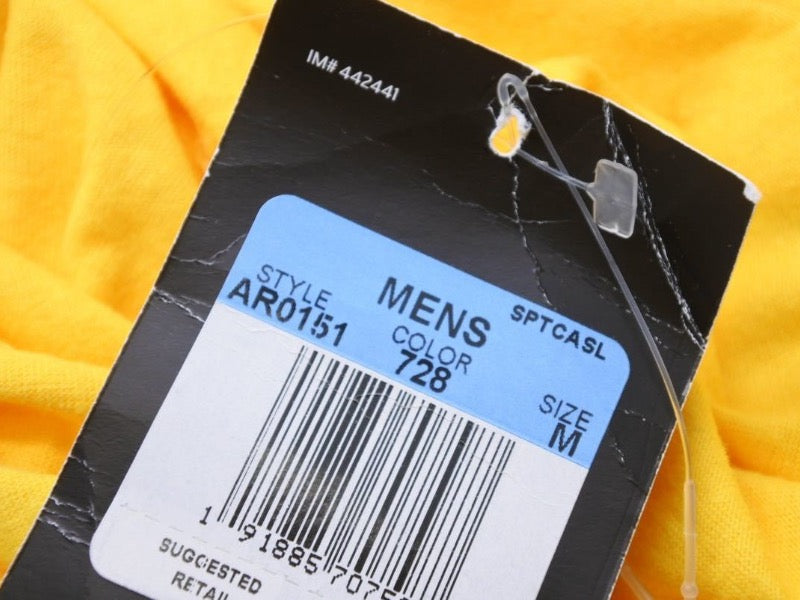 IM# 442441
MENS SPTCASL
STYLE COLOR SIZE
AR0151 728 M
1 91885 7075
SUGGESTED
RETAIL